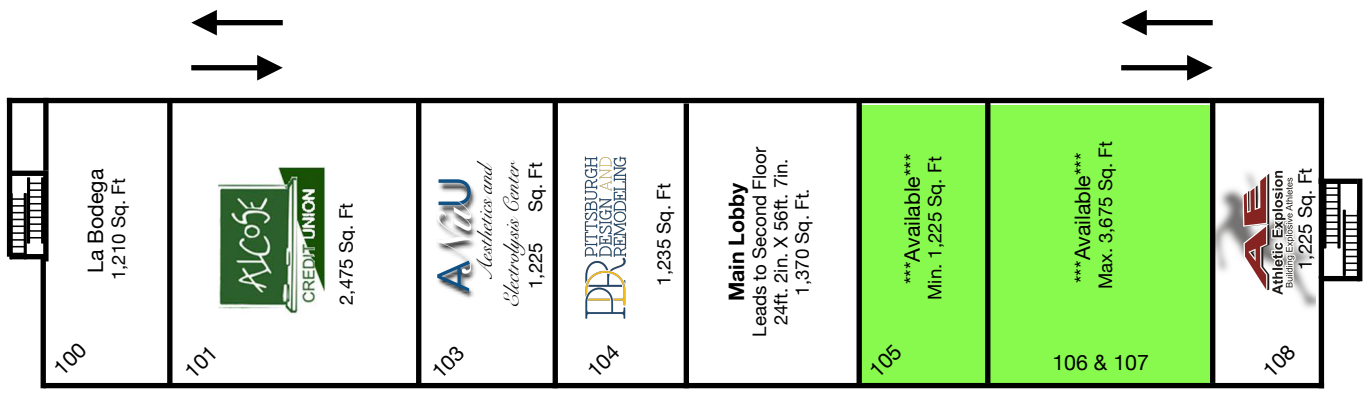 La Bodega
1,210 Sq. Ft
100
AlCoSE
CREDIT UNION
2,475 Sq. Ft
101
ANuU
Aesthetics and
Electrolysis Center
1,225 Sq. Ft
103
PDR
PITTSBURGH
DESIGN AND
REMODELING
1,235 Sq. Ft
104
Main Lobby
Leads to Second Floor
24ft. 2in X 56ft. 7in.
1,370 Sq. Ft.
***Available***
Min. 1,225 Sq. Ft
105
***Available***
Max. 3,675 Sq. Ft
106 & 107
AE
Athletic Explosion
Building Explosive Athletes
1,225 Sq. Ft
108